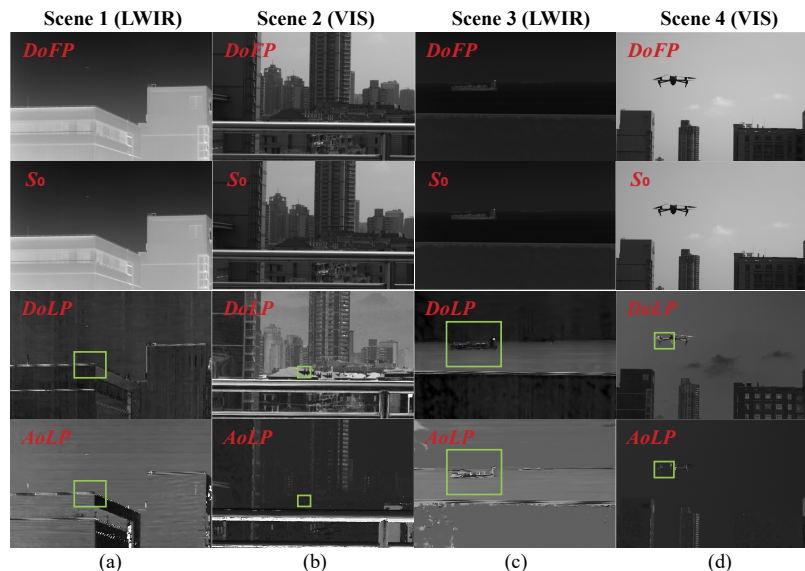 Scene 1 (LWIR) Scene 2 (VIS) Scene 3 (LWIR) Scene 4 (VIS)
DoFP DoFP DoFP DoFP
S₀ S₀ S₀ S₀
DoLP DoLP DoLP DoLP
AoLP AoLP AoLP AoLP
(a) (b) (c) (d)